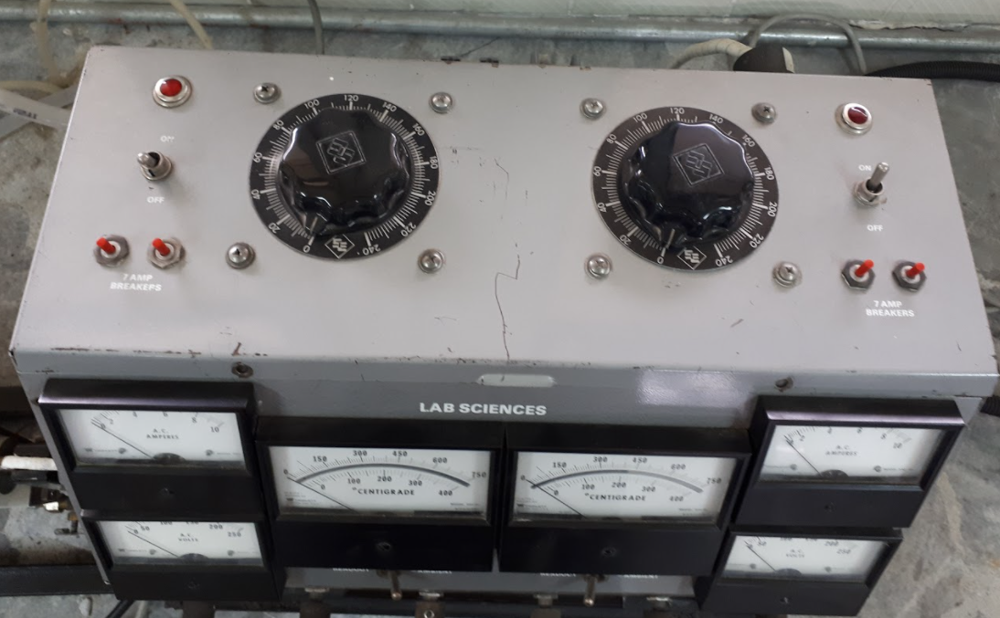 ON
OFF
7 AMP
BREAKERS
0 20 40 60 80 100 120 140 160 180 200 220 240
SE
0 20 40 60 80 100 120 140 160 180 200 220 240
SE
ON
OFF
7 AMP
BREAKERS
LAB SCIENCES
0 2 4 6 8 10
A.C.
AMPERES
0 50 100 150 200 250
A.C.
VOLTS
0 150 300 450 600 750
0 100 200 300 400
°CENTIGRADE
0 150 300 450 600 750
0 100 200 300 400
°CENTIGRADE
8 10
A.C.
AMPERES
50 100 150 200 250
A.C.
VOLTS